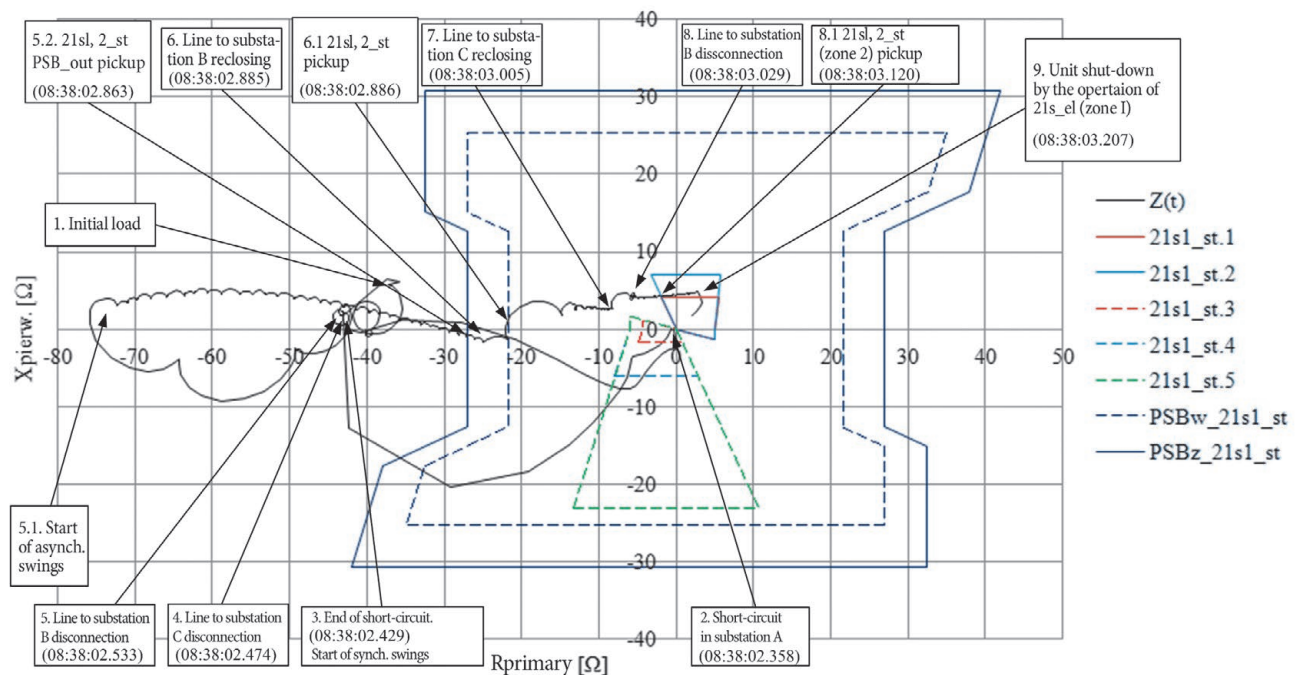 5.2. 21sl, 2_st
PSB_out pickup
(08:38:02.863)
6. Line to substa-
tion B reclosing
(08:38:02.885)
6.1 21sl, 2_st
pickup
(08:38:02.886)
7. Line to substa-
tion C reclosing
(08:38:03.005)
8. Line to substation
B dissconnection
(08:38:03.029)
8.1 21sl, 2_st
(zone 2) pickup
(08:38:03.120)
9. Unit shut-down
by the opertaion of
21s_el (zone I)
(08:38:03.207)
1. Initial load
5.1. Start
of asynch.
swings
5. Line to substation
B disconnection
(08:38:02.533)
4. Line to substation
C disconnection
(08:38:02.474)
3. End of short-circuit.
(08:38:02.429)
Start of synch. swings
2. Short-circuit
in substation A
(08:38:02.358)
Xpierw. [Ω]
40
30
20
10
0
-10
-20
-30
-40
-80 -70 -60 -50 -40 -30 -20 -10 0 10 20 30 40 50
Rprimary [Ω]
Z(t)
21s1_st.1
21s1_st.2
21s1_st.3
21s1_st.4
21s1_st.5
PSBw_21s1_st
PSBz_21s1_st